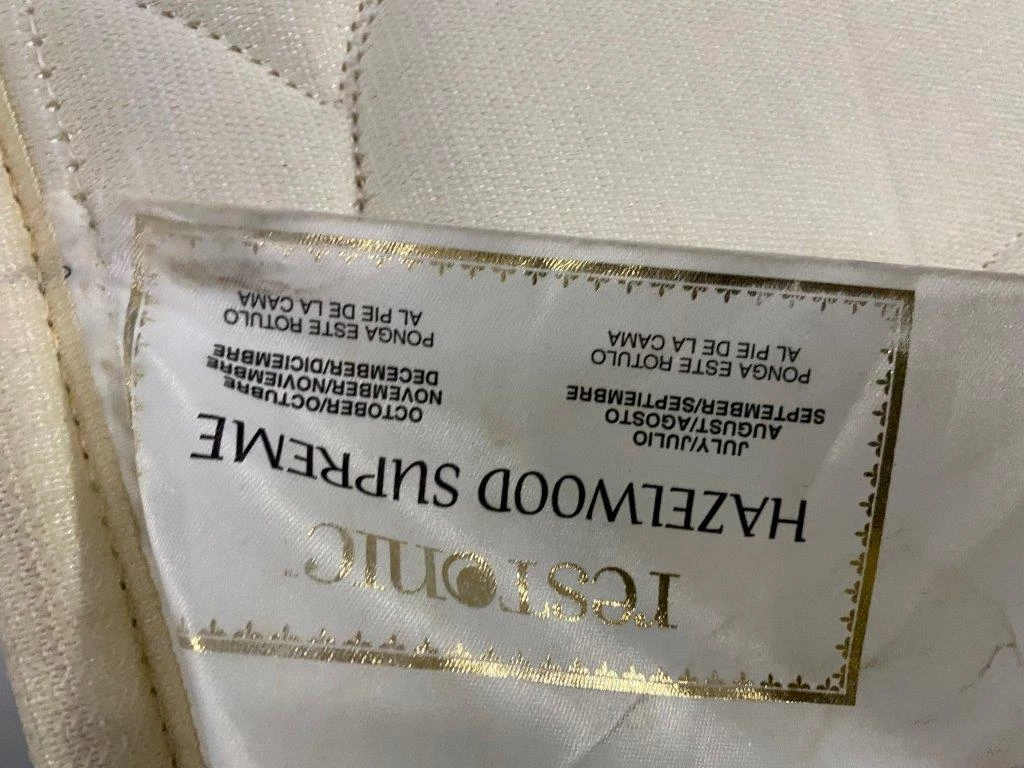 resTonic™
HAZELWOOD SUPREME
JULY/JULIO
AUGUST/AGOSTO
SEPTEMBER/SEPTIEMBRE
PONGA ESTE ROTULO
AL PIE DE LA CAMA
OCTOBER/OCTUBRE
NOVEMBER/NOVIEMBRE
DECEMBER/DICIEMBRE
PONGA ESTE ROTULO
AL PIE DE LA CAMA